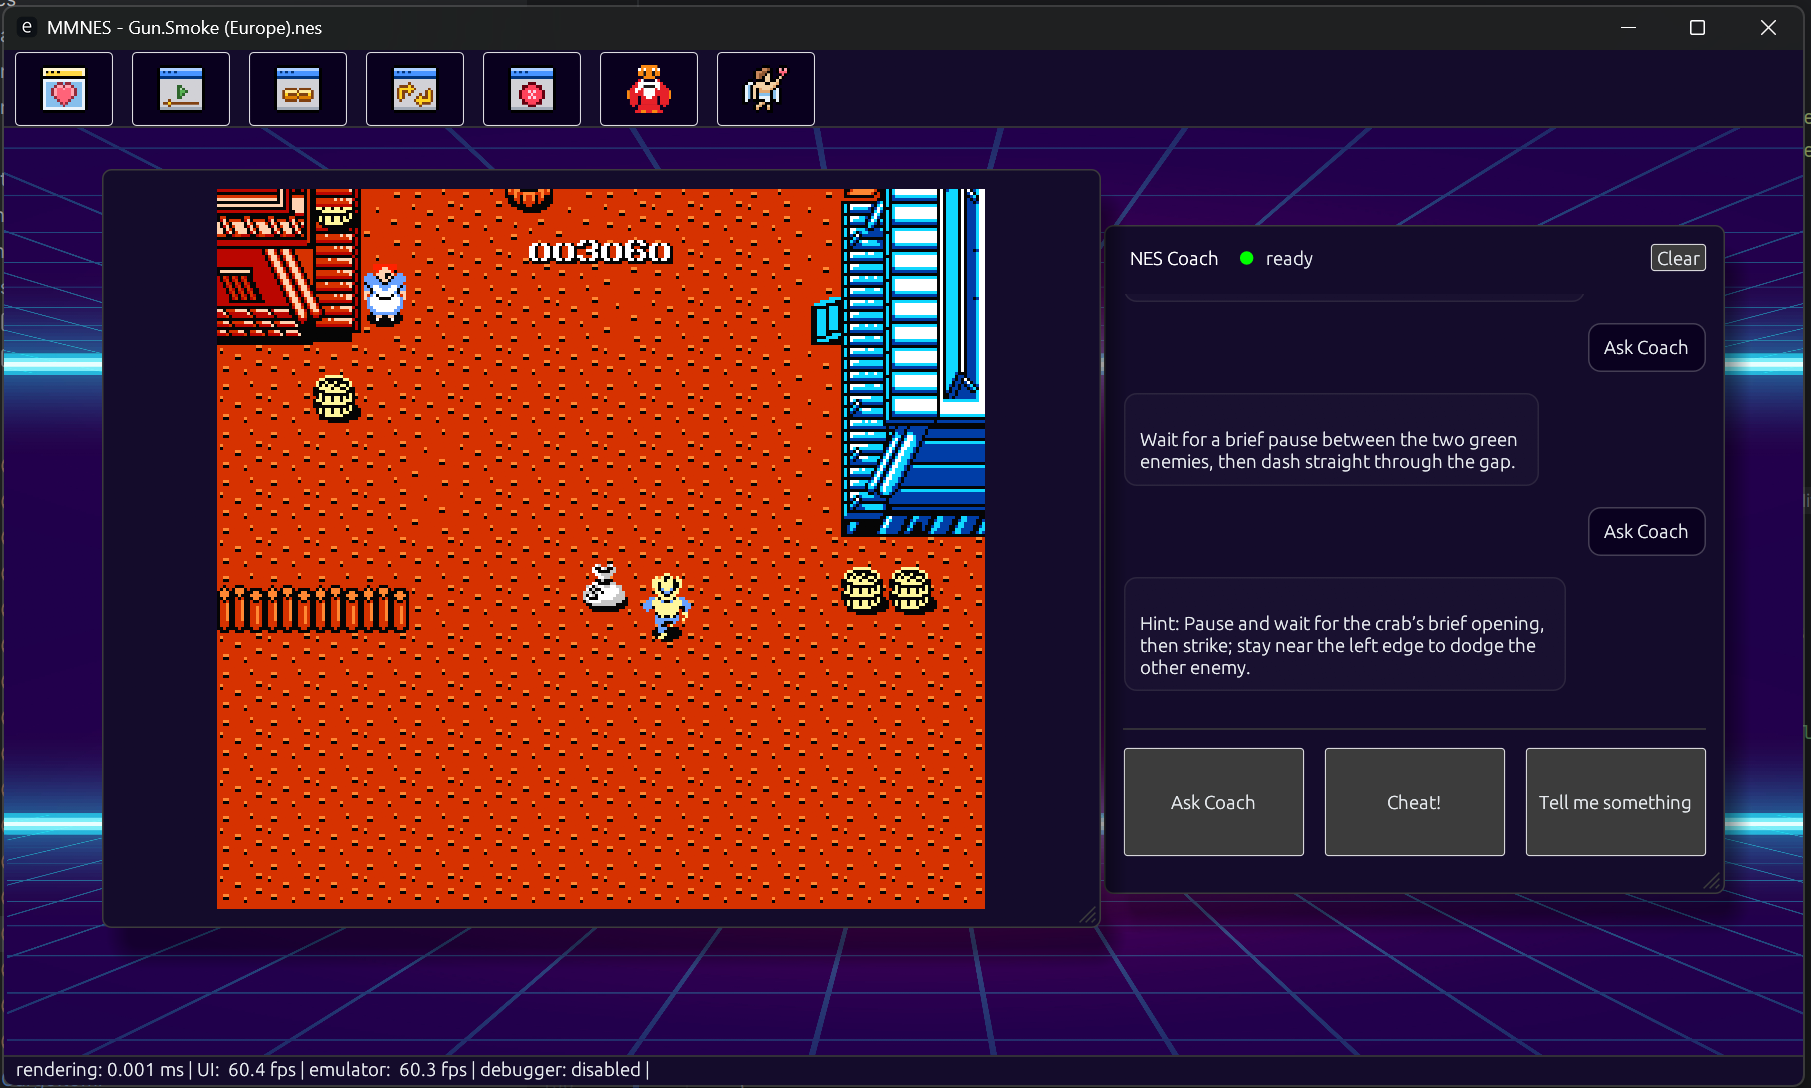 MMNES - Gun.Smoke (Europe).nes
003060
NES Coach
ready
Clear
Ask Coach
Wait for a brief pause between the two green
enemies, then dash straight through the gap.
Ask Coach
Hint: Pause and wait for the crab’s brief opening,
then strike; stay near the left edge to dodge the
other enemy.
Ask Coach
Cheat!
Tell me something
rendering: 0.001 ms | UI: 60.4 fps | emulator: 60.3 fps | debugger: disabled |